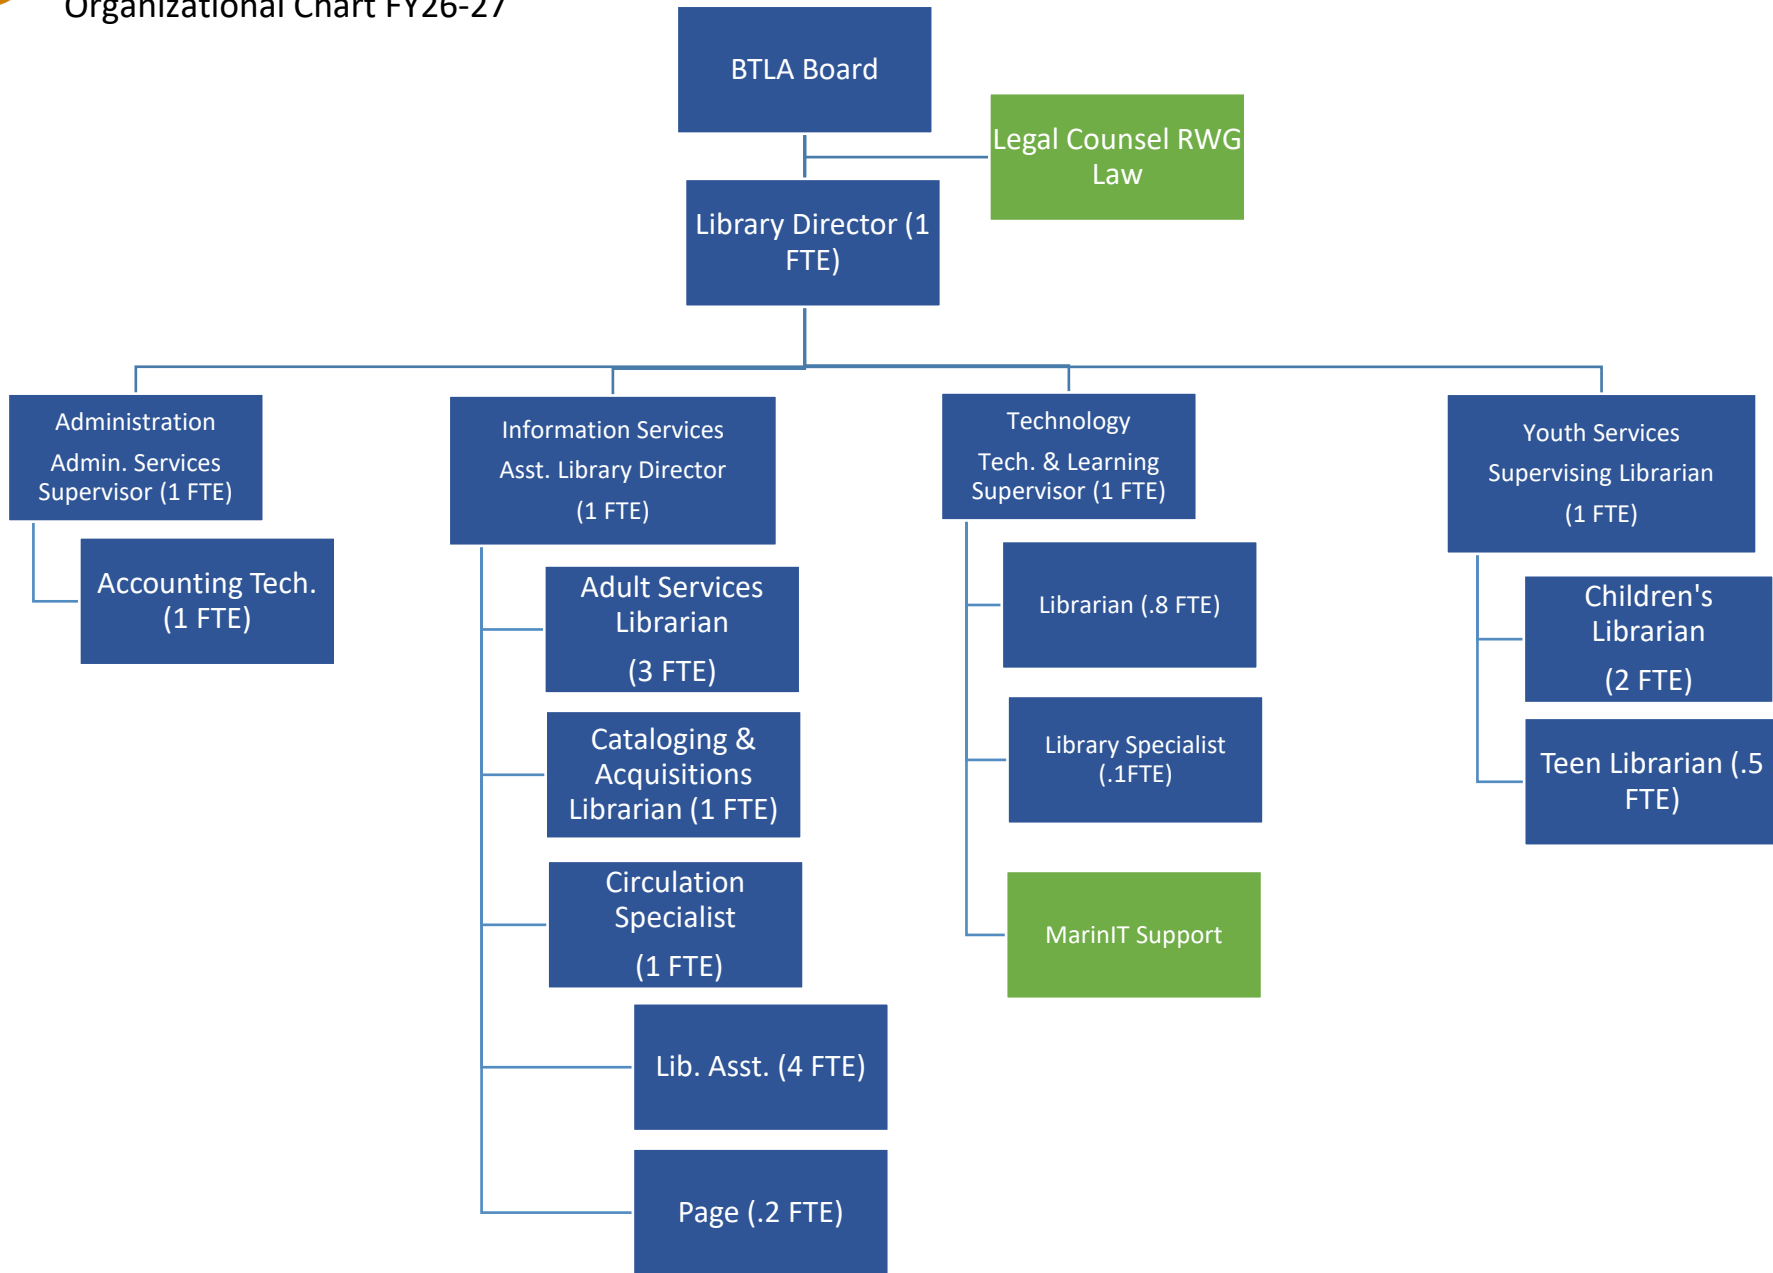 Organizational Chart FY26-27
BTLA Board
Legal Counsel RWG
Law
Library Director (1
FTE)
Administration
Admin. Services
Supervisor (1 FTE)
Accounting Tech.
(1 FTE)
Information Services
Asst. Library Director
(1 FTE)
Adult Services
Librarian
(3 FTE)
Cataloging &
Acquisitions
Librarian (1 FTE)
Circulation
Specialist
(1 FTE)
Lib. Asst. (4 FTE)
Page (.2 FTE)
Technology
Tech. & Learning
Supervisor (1 FTE)
Librarian (.8 FTE)
Library Specialist
(.1FTE)
MarinIT Support
Youth Services
Supervising Librarian
(1 FTE)
Children's
Librarian
(2 FTE)
Teen Librarian (.5
FTE)